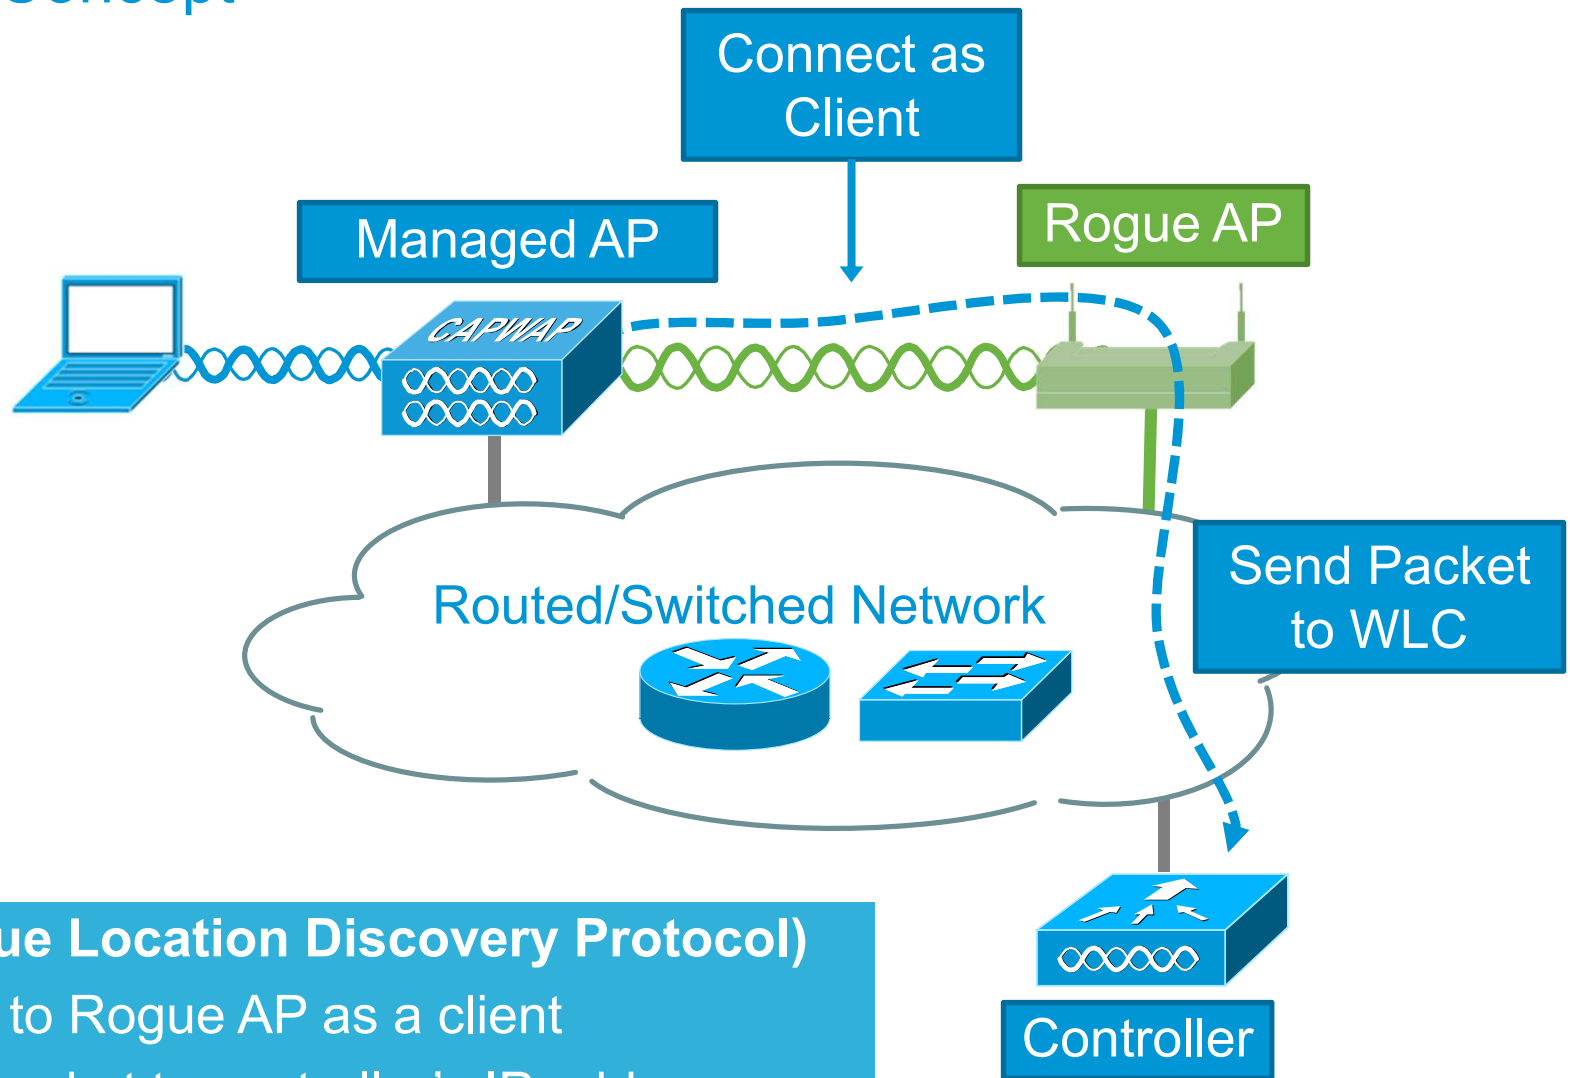 Concept
Connect as
Client
Managed AP
Rogue AP
CAPWAP
Send Packet
to WLC
Routed/Switched Network
ue Location Discovery Protocol)
to Rogue AP as a client
Controller